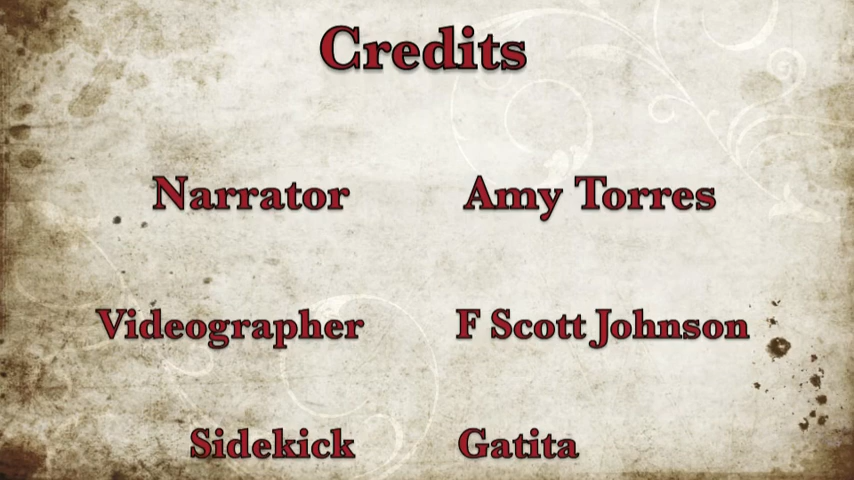 Credits
Narrator Amy Torres
Videographer F Scott Johnson
Sidekick Gatita